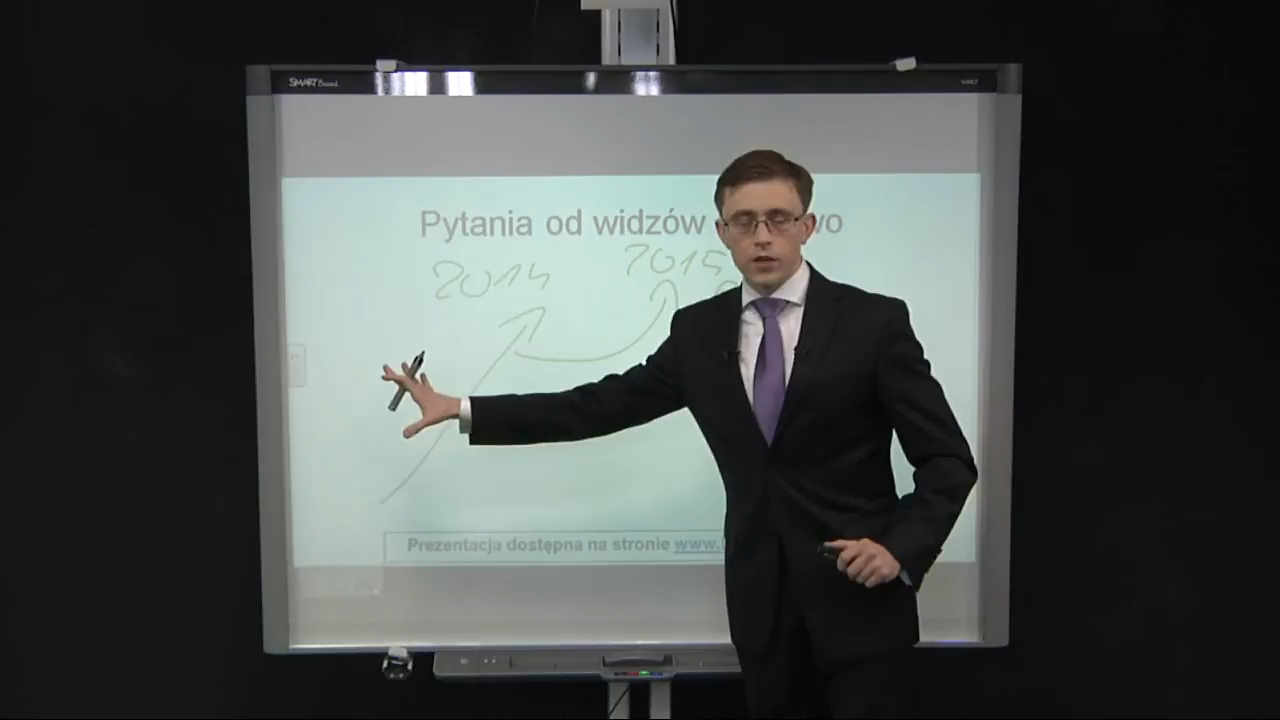 SMART Board
Pytania od widzów
2014
2015
Prezentacja dostępna na stronie www.